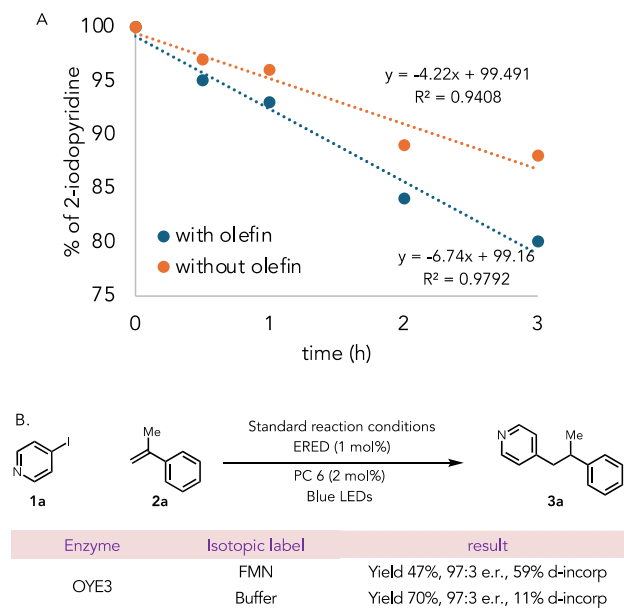 A
100
95
90
85
80
75
% of 2-iodopyridine
y = -4.22x + 99.491
R² = 0.9408
with olefin
without olefin
y = -6.74x + 99.16
R² = 0.9792
0
1
2
3
time (h)
B.
N
I
1a
Me
2a
Standard reaction conditions
ERED (1 mol%)
PC 6 (2 mol%)
Blue LEDs
N
Me
3a
Enzyme Isotopic label result
OYE3
FMN Yield 47%, 97:3 e.r., 59% d-incorp
Buffer Yield 70%, 97:3 e.r., 11% d-incorp